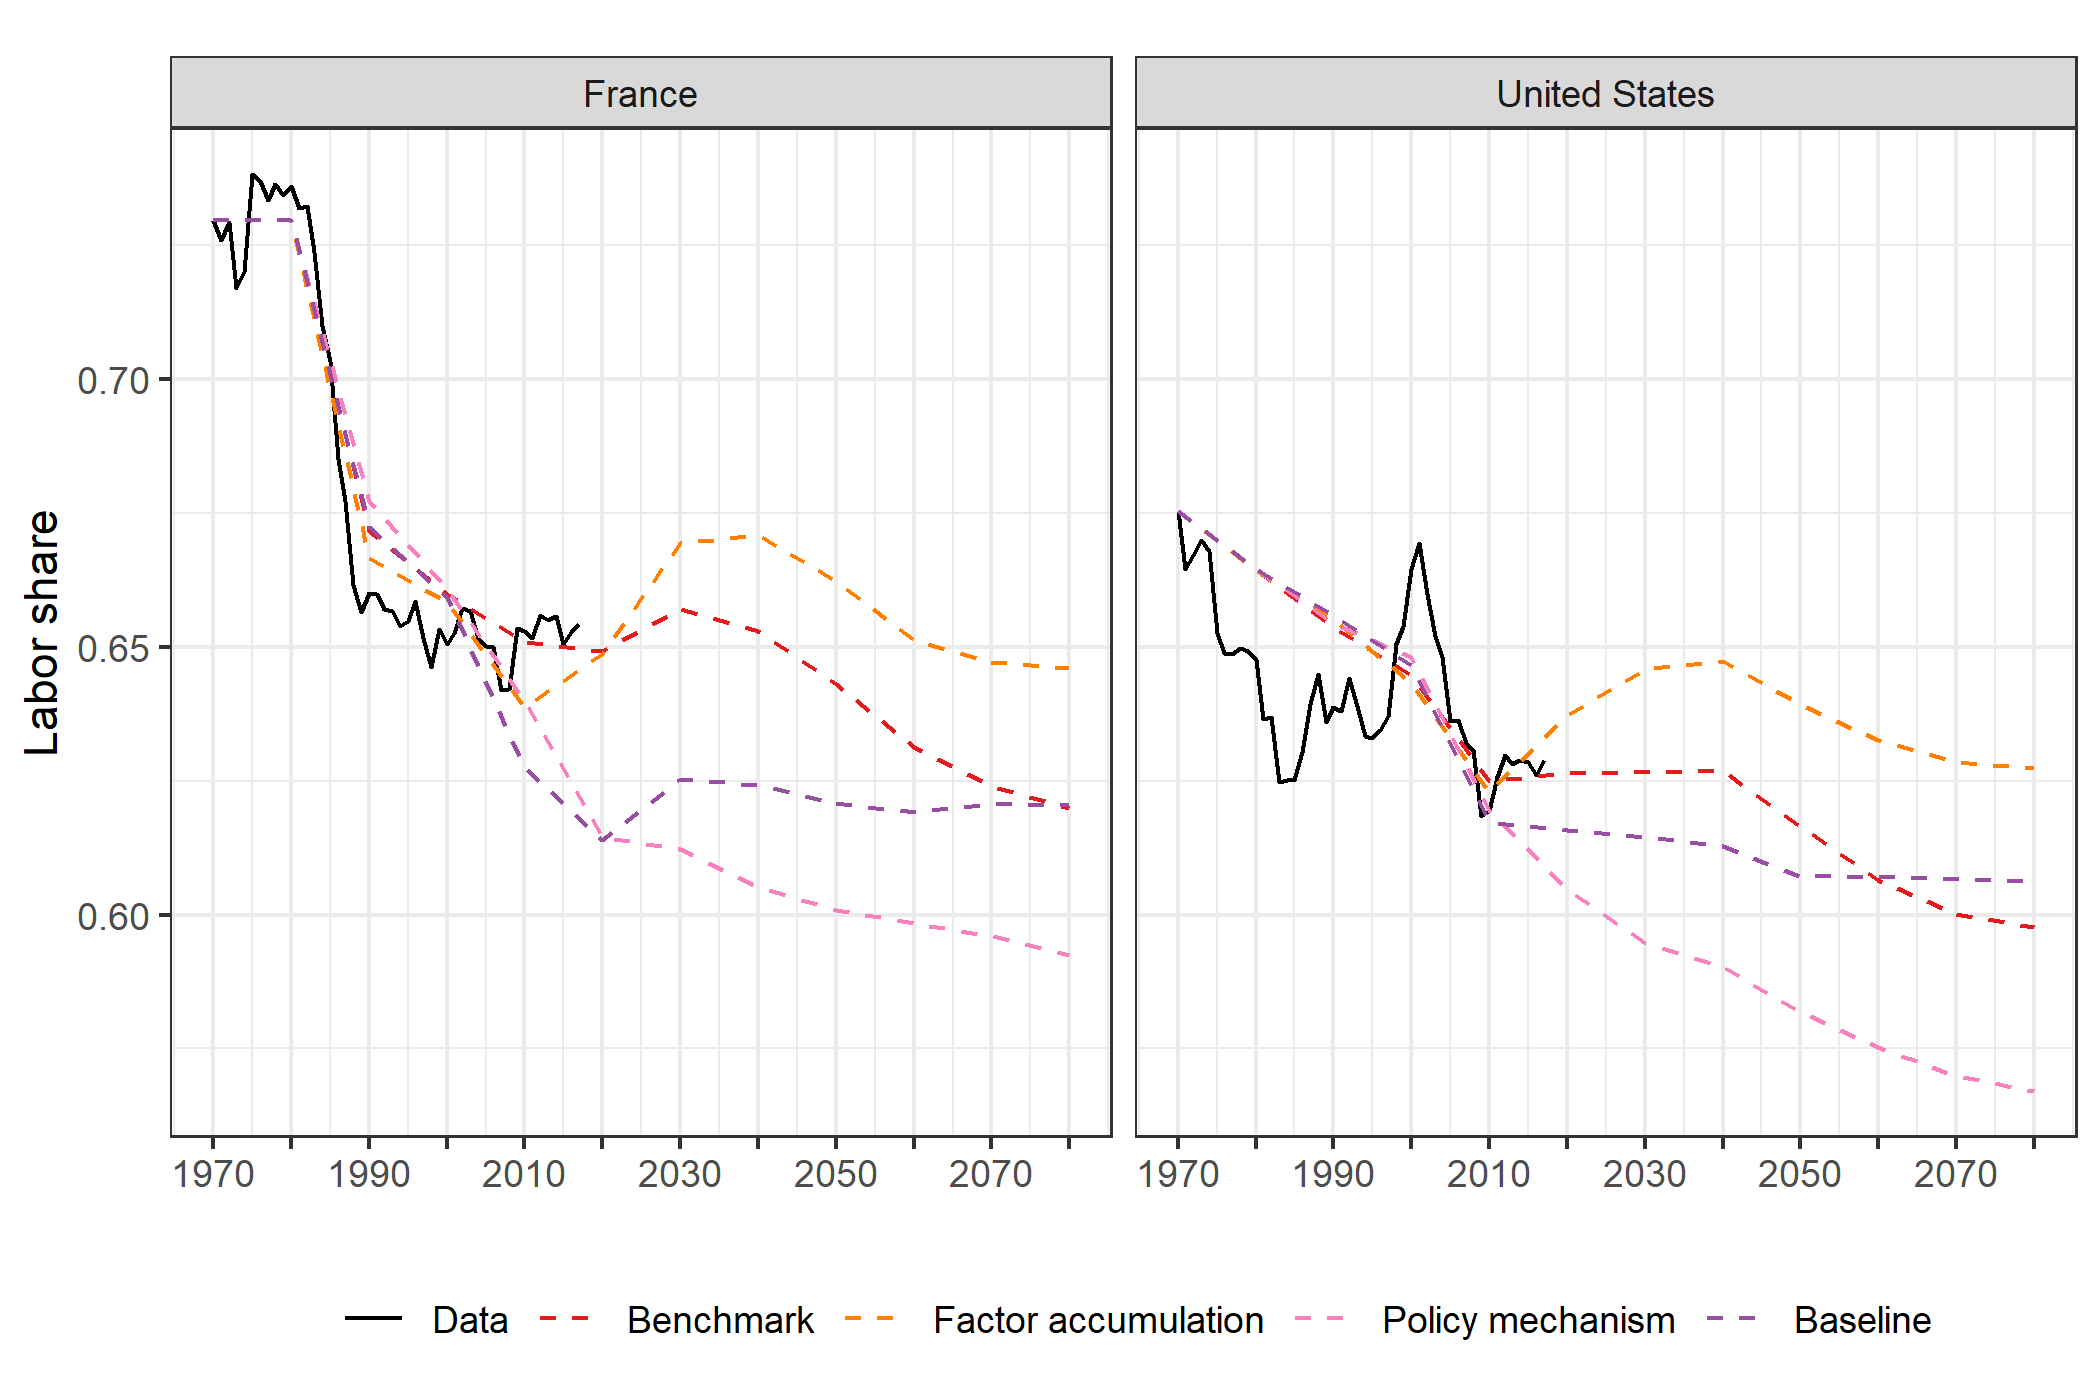 France
United States
Labor share
0.70
0.65
0.60
1970 1990 2010 2030 2050 2070
1970 1990 2010 2030 2050 2070
Data Benchmark Factor accumulation Policy mechanism Baseline